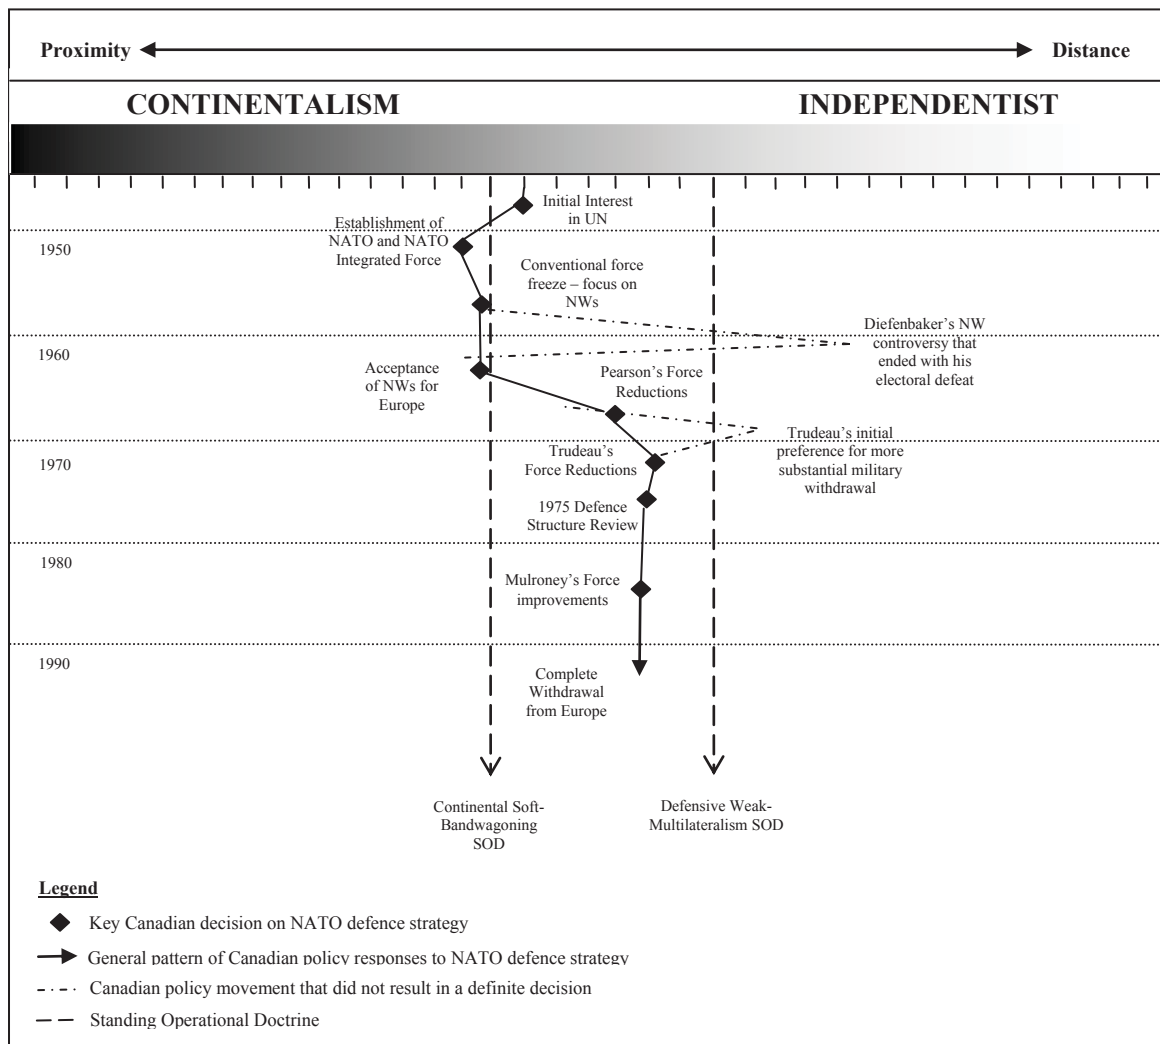 Proximity
Distance
CONTINENTALISM
INDEPENDENTIST
Initial Interest
in UN
Establishment of
NATO and NATO
Integrated Force
1950
Conventional force
freeze – focus on
NWs
Diefenbaker's NW
controversy that
ended with his
electoral defeat
1960
Acceptance
of NWs for
Europe
Pearson's Force
Reductions
Trudeau's initial
preference for more
substantial military
withdrawal
1970
Trudeau's
Force Reductions
1975 Defence
Structure Review
1980
Mulroney's Force
improvements
1990
Complete
Withdrawal
from Europe
Continental Soft-
Bandwagoning
SOD
Defensive Weak-
Multilateralism SOD
Legend
Key Canadian decision on NATO defence strategy
General pattern of Canadian policy responses to NATO defence strategy
Canadian policy movement that did not result in a definite decision
Standing Operational Doctrine